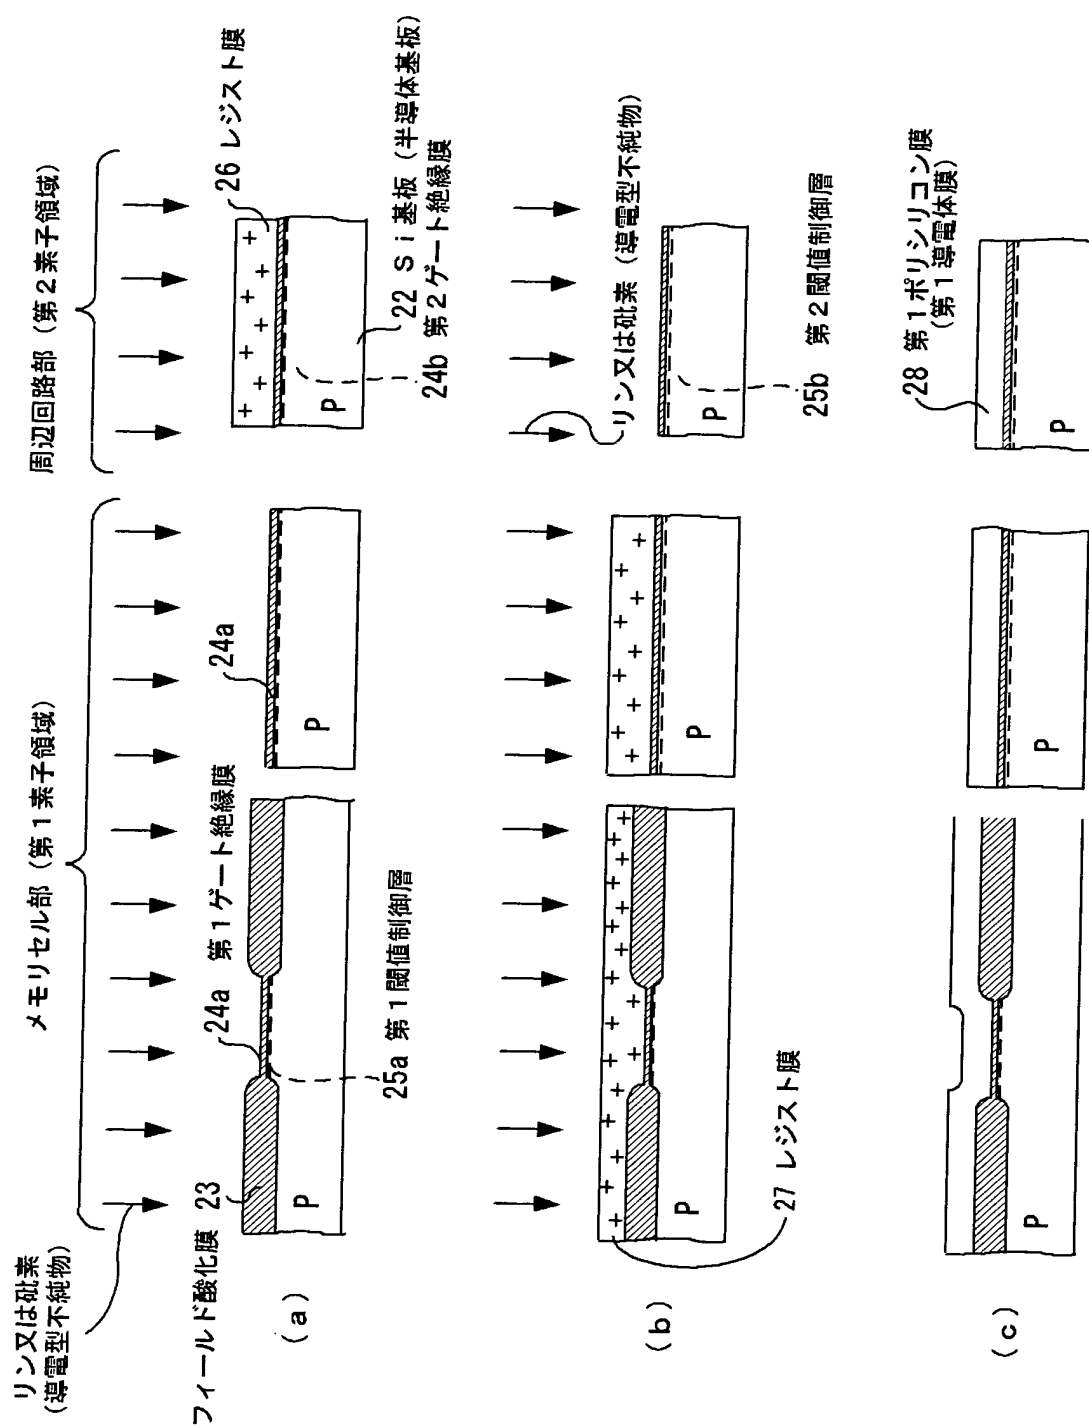 リン又は砒素
(導電型不純物)
メモリセル部 (第1素子領域)
周辺回路部 (第2素子領域)
フィールド酸化膜
23
24a 第1ゲート絶縁膜
24a
26 レジスト膜
P
P
P
22 Si基板 (半導体基板)
24b 第2ゲート絶縁膜
25a 第1閾値制御層
(a)
リン又は砒素 (導電型不純物)
P
P
P
27 レジスト膜
25b 第2閾値制御層
(b)
28 第1ポリシリコン膜
(第1導電体膜)
P
P
P
(c)